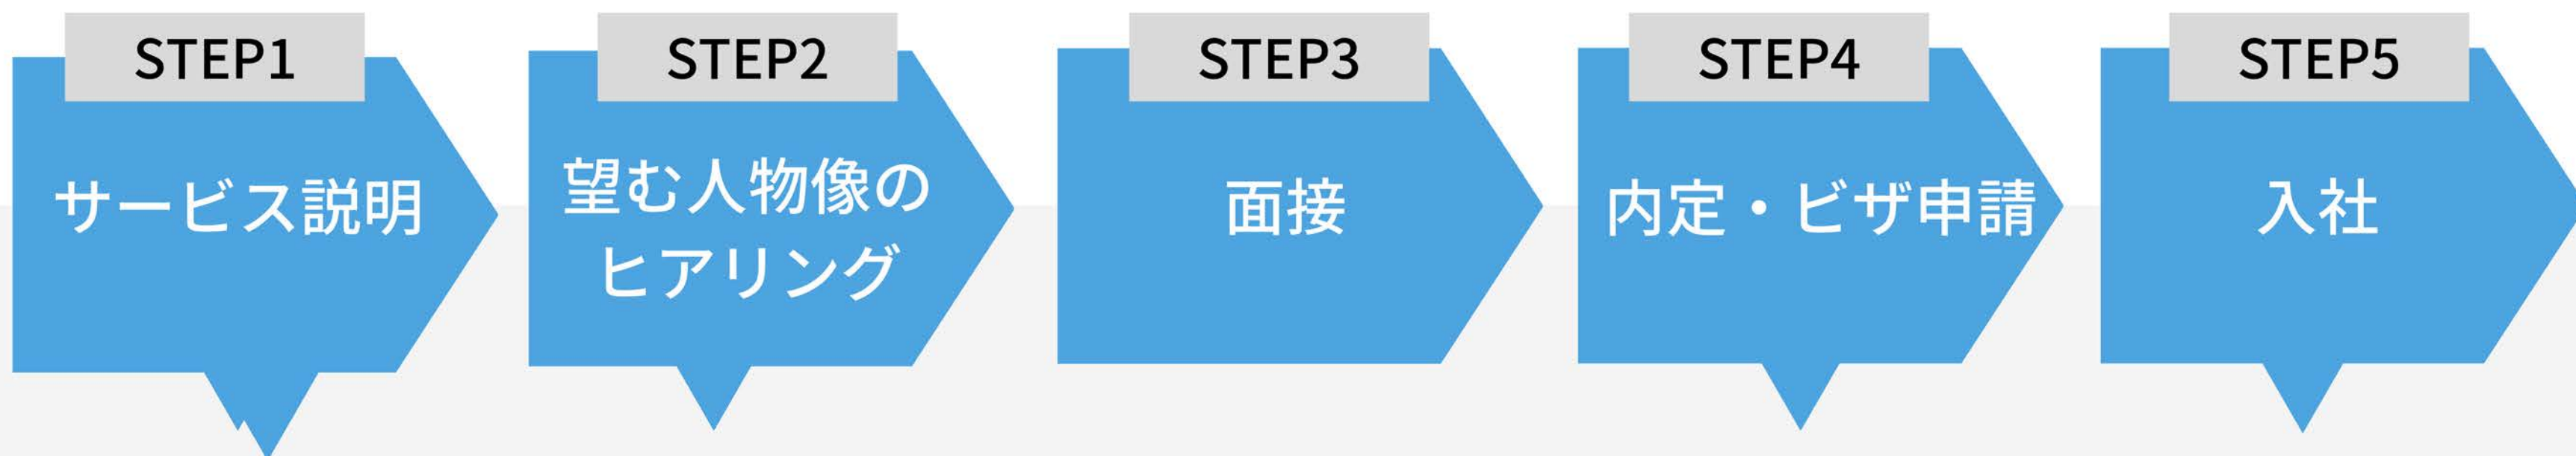 STEP1
サービス説明
STEP2
望む人物像の
ヒアリング
STEP3
面接
STEP4
内定・ビザ申請
STEP5
入社